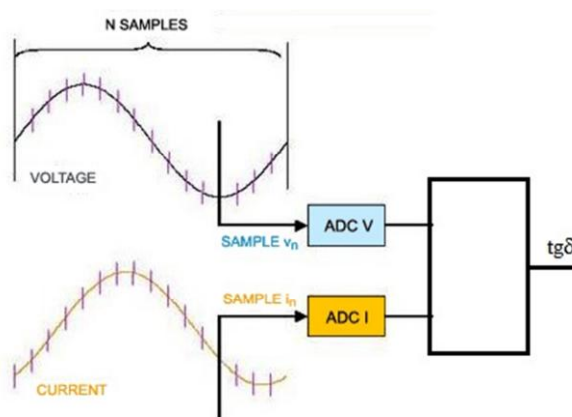 N SAMPLES
VOLTAGE
SAMPLE vn
ADC V
tgδ
SAMPLE in
ADC I
CURRENT